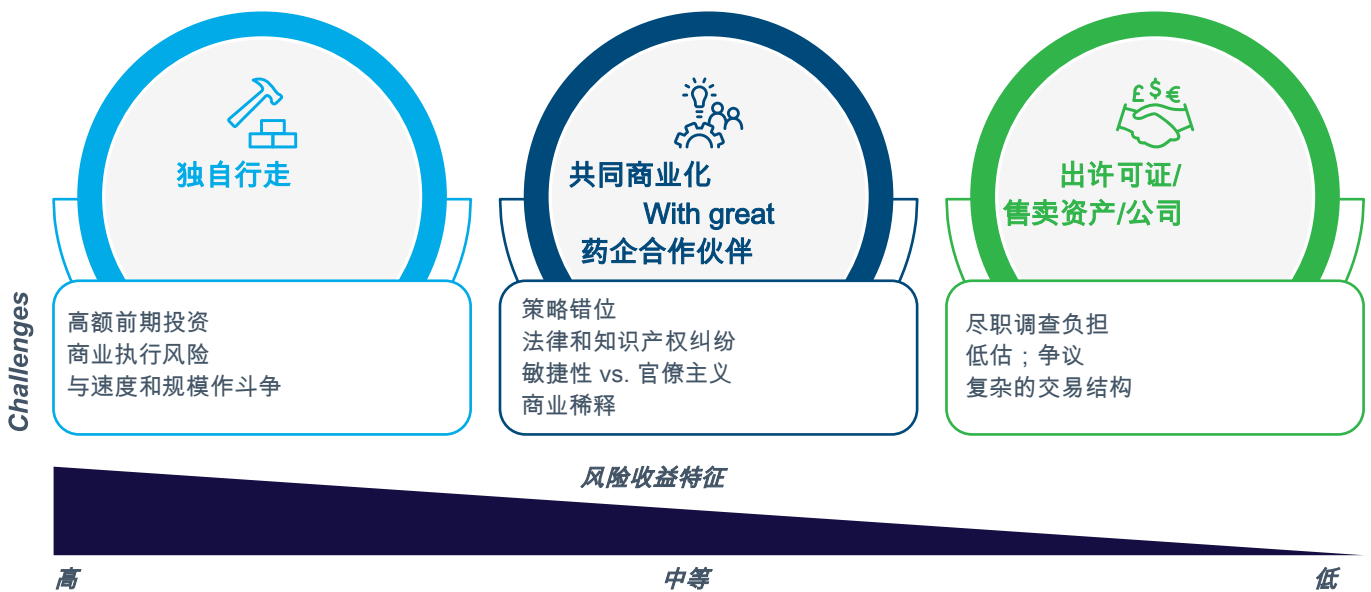 独自行走
共同商业化
With great
药企合作伙伴
£ $ €
出许可证/
售卖资产/公司
Challenges
高额前期投资
商业执行风险
与速度和规模作斗争
策略错位
法律和知识产权纠纷
敏捷性 vs. 官僚主义
商业稀释
尽职调查负担
低估；争议
复杂的交易结构
风险收益特征
高
中等
低